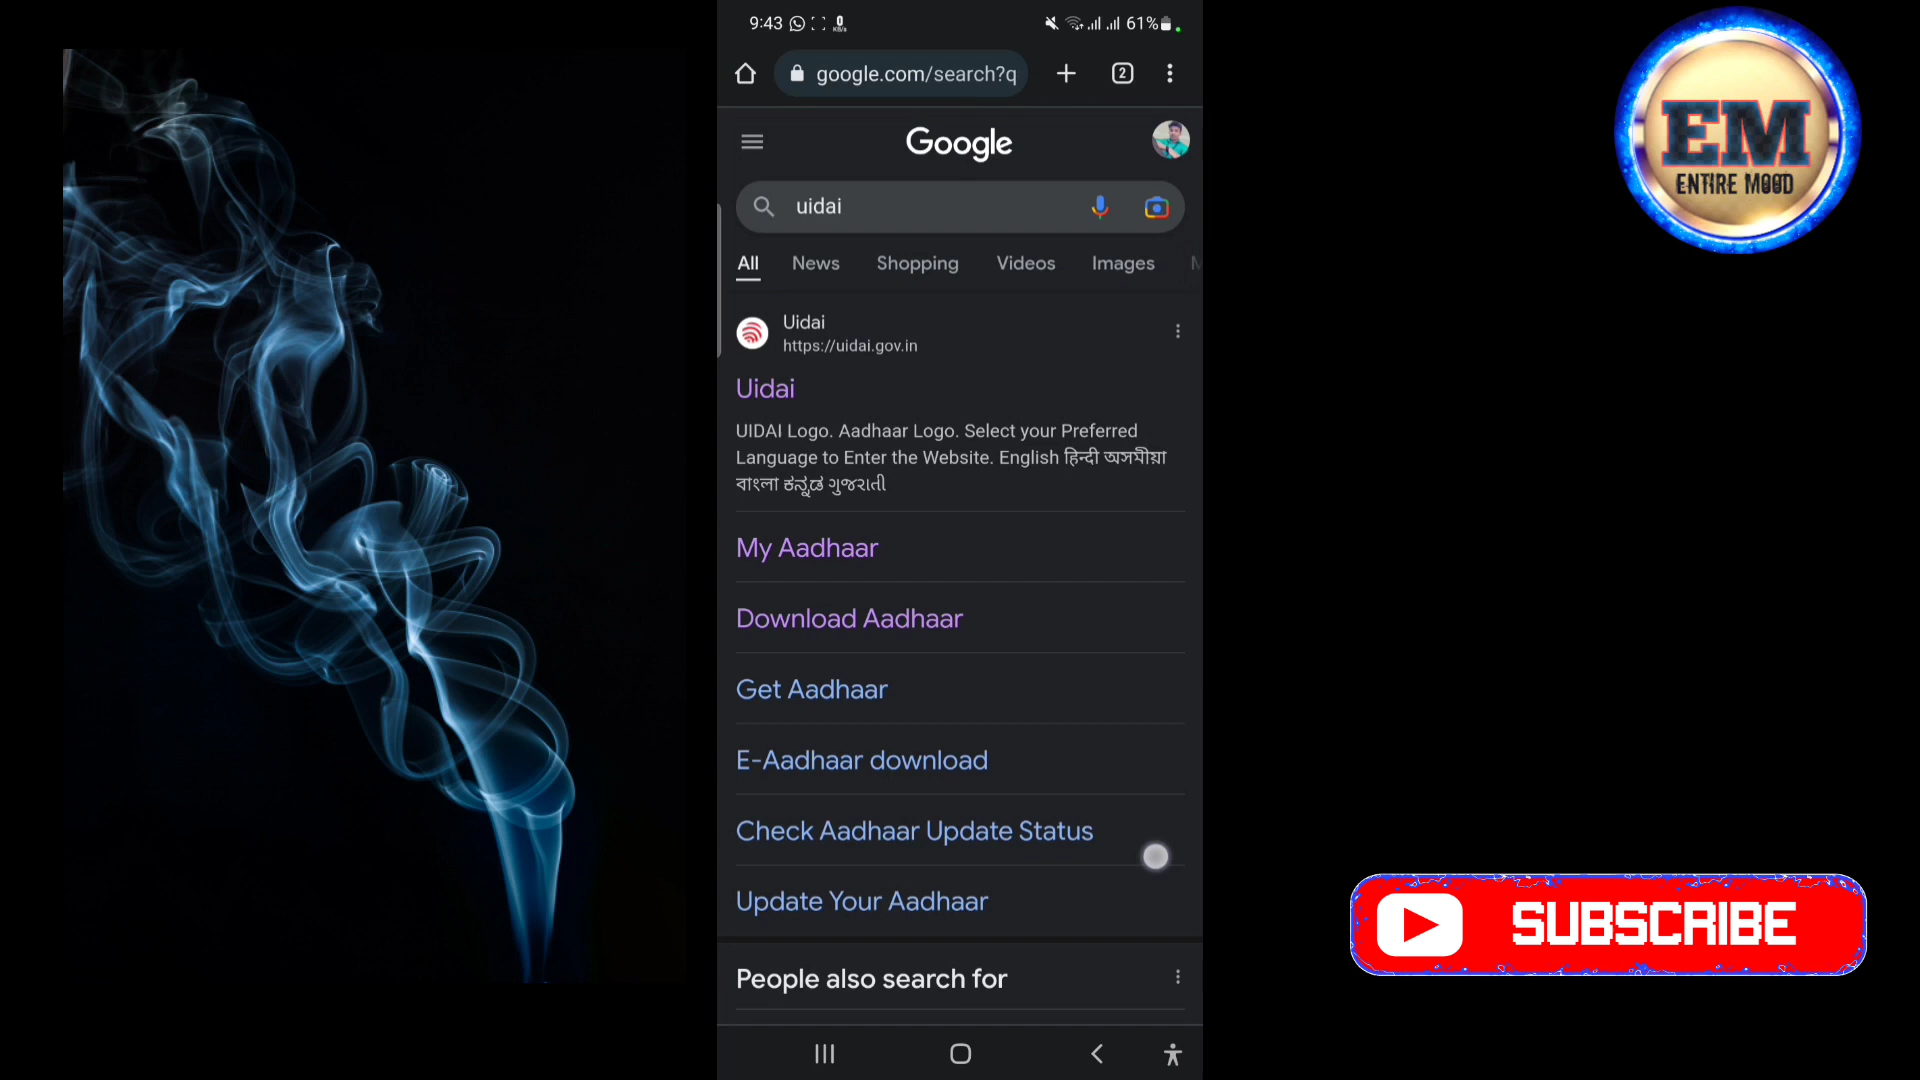 9:43
0
KB/s
61%
google.com/search?q
2
Google
uidai
All News Shopping Videos Images
Uidai
https://uidai.gov.in
Uidai
UIDAI Logo. Aadhaar Logo. Select your Preferred
Language to Enter the Website. English हिन्दी অসমীয়া
বাংলা ಕನ್ನಡ ગુજરાતી
My Aadhaar
Download Aadhaar
Get Aadhaar
E-Aadhaar download
Check Aadhaar Update Status
Update Your Aadhaar
People also search for
EM
ENTIRE MOOD
SUBSCRIBE